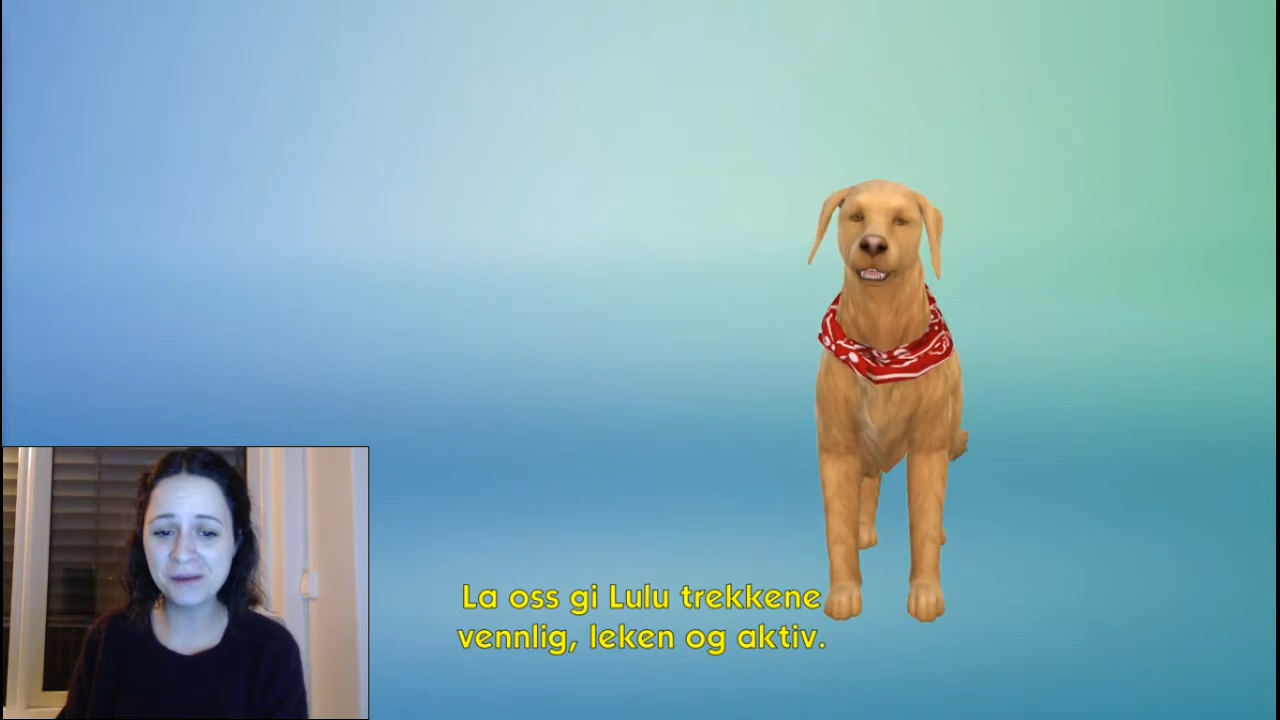 La oss gi Lulu trekkene
vennlig, leken og aktiv.